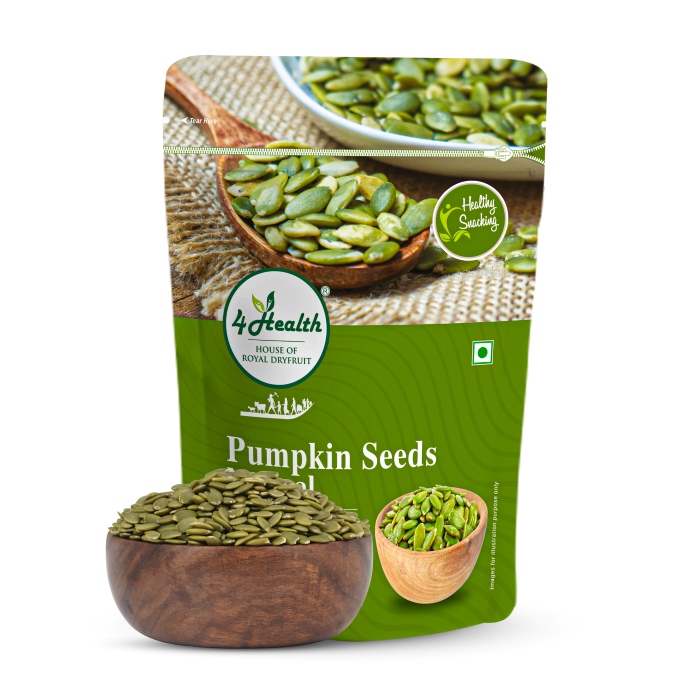 Tear Here
Healthy
Snacking
4Health
®
HOUSE OF
ROYAL DRYFRUIT
Pumpkin Seeds
Images for illustration purpose only